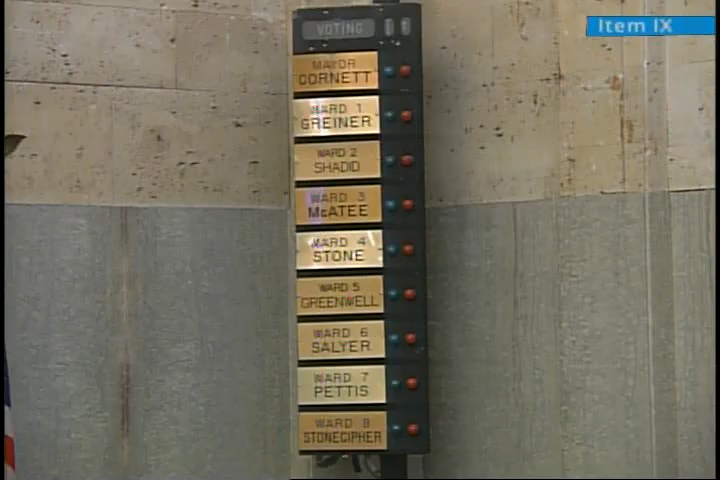 Item IX
VOTING
MAYOR
CORNETT
WARD 1
GREINER
WARD 2
SHADID
WARD 3
McATEE
WARD 4
STONE
WARD 5
GREENWELL
WARD 6
SALYER
WARD 7
PETTIS
WARD 8
STONECIPHER